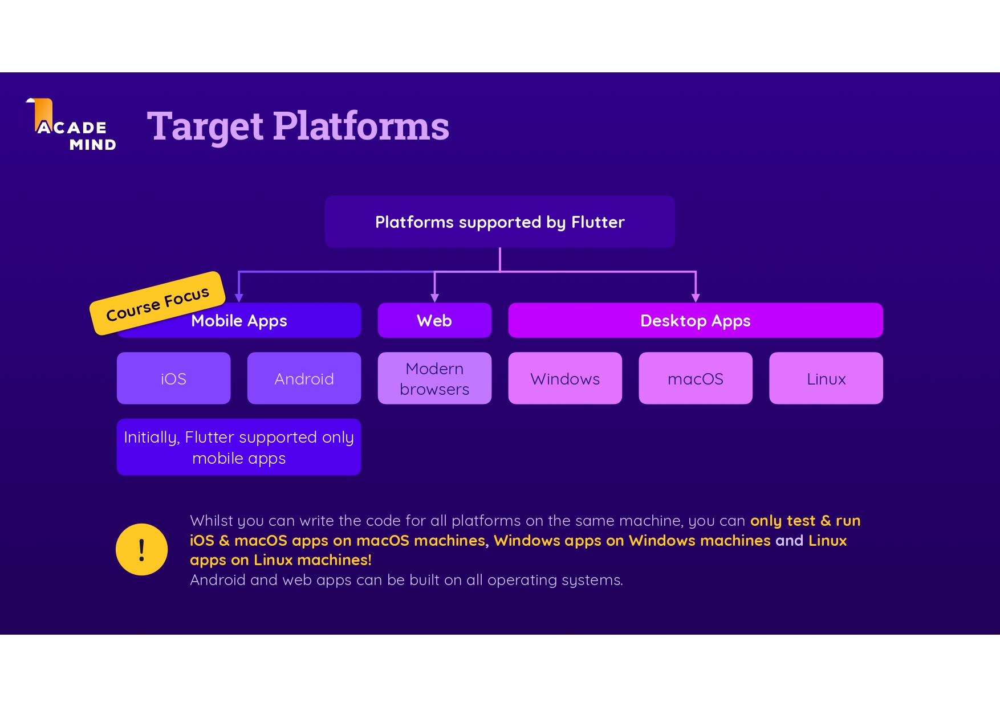 ACADE
MIND
Target Platforms
Platforms supported by Flutter
Course Focus
Mobile Apps
Web
Desktop Apps
iOS
Android
Modern
browsers
Windows
macOS
Linux
Initially, Flutter supported only
mobile apps
!
Whilst you can write the code for all platforms on the same machine, you can only test & run
iOS & macOS apps on macOS machines, Windows apps on Windows machines and Linux
apps on Linux machines!
Android and web apps can be built on all operating systems.